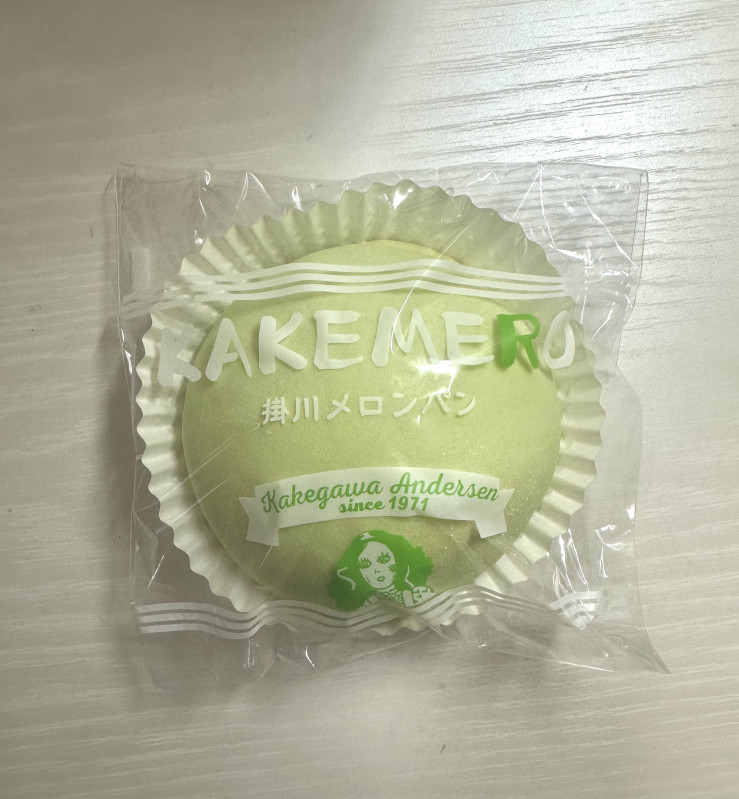 KAKEMERO
掛川メロンパン
Kakegawa Andersen
since 1971